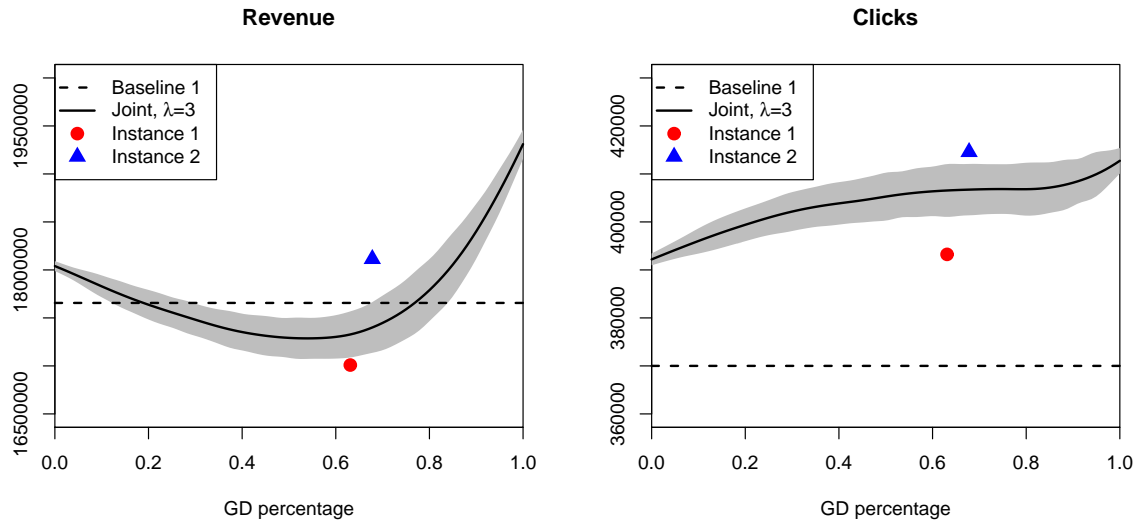 Revenue
Baseline 1
Joint, λ=3
Instance 1
Instance 2
19500000
18000000
16500000
0.0 0.2 0.4 0.6 0.8 1.0
GD percentage
Clicks
Baseline 1
Joint, λ=3
Instance 1
Instance 2
420000
400000
380000
360000
0.0 0.2 0.4 0.6 0.8 1.0
GD percentage